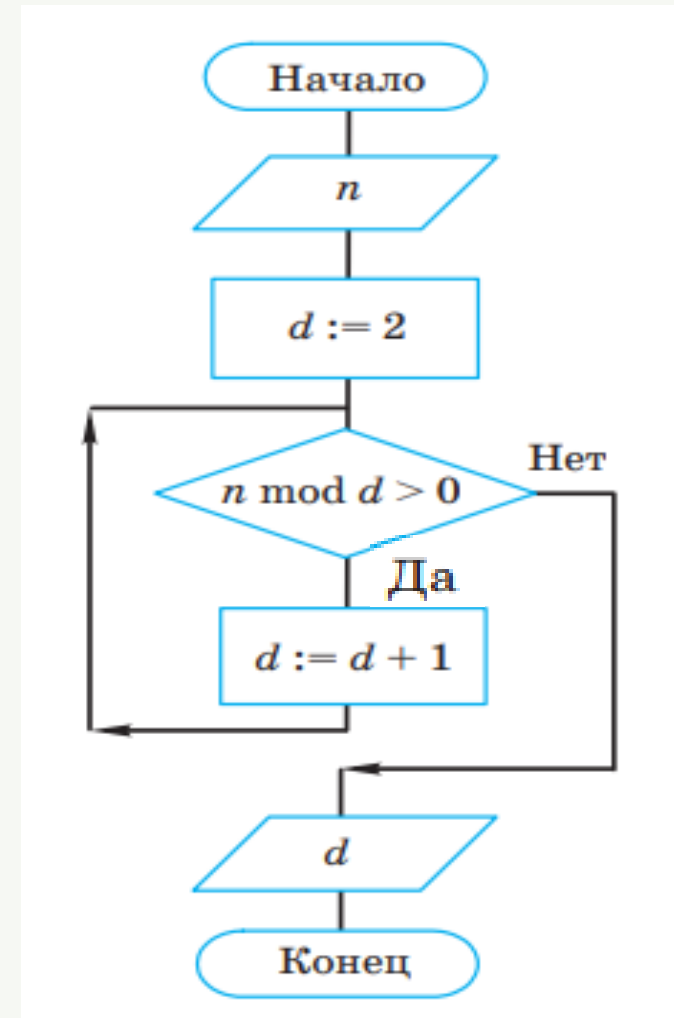 Начало
n
d := 2
n mod d > 0
Нет
Да
d := d + 1
d
Конец